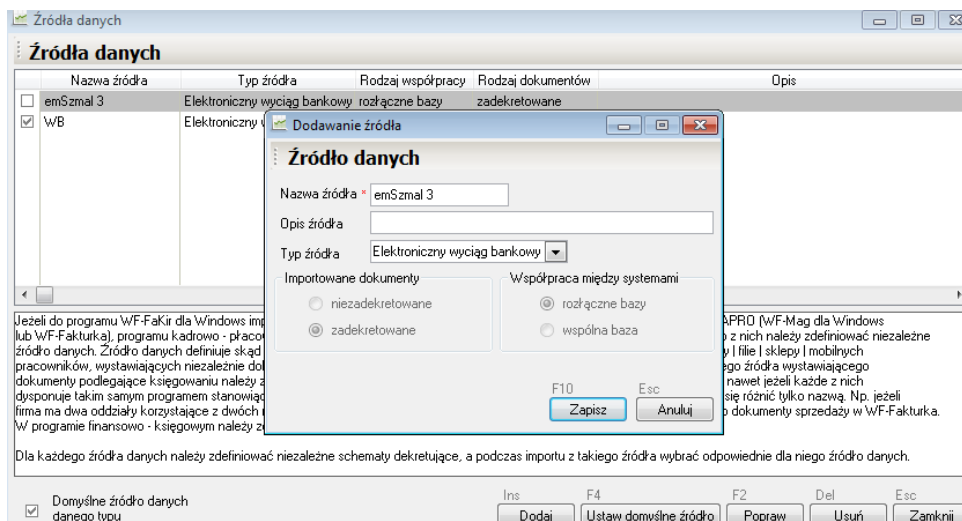 Źródła danych
Źródła danych
Nazwa źródła Typ źródła Rodzaj współpracy Rodzaj dokumentów Opis
emSzmal 3 Elektroniczny wyciąg bankowy rozłączne bazy zadekretowane
WB Elektroniczny
Dodawanie źródła
Źródło danych
Nazwa źródła * emSzmal 3
Opis źródła
Typ źródła Elektroniczny wyciąg bankowy
Importowane dokumenty Współpraca między systemami
niezadekretowane rozłączne bazy
zadekretowane wspólna baza
F10 Esc
Zapisz Anuluj
Jeżeli do programu WF-FaKir dla Windows imp APRO (WF-Mag dla Windows
lub WF-Fakturka), programu kadrowo - płacow z nich należy zdefiniować niezależne
źródło danych. Źródło danych definiuje skąd y | filie | sklepy | mobilnych
pracowników, wystawiających niezależnie do ego źródła wystawiającego
dokumenty podlegające księgowaniu należy z nawet jeżeli każde z nich
dysponuje takim samym programem stanowiąc się różnić tylko nazwą. Np. jeżeli
firma ma dwa oddziały korzystające z dwóch dokumenty sprzedaży w WF-Fakturka.
W programie finansowo - księgowym należy z
Dla każdego źródła danych należy zdefiniować niezależne schematy dekretujące, a podczas importu z takiego źródła wybrać odpowiednie dla niego źródło danych.
Domyślne źródło danych
danego typu
Ins F4 F2 Del Esc
Dodaj Ustaw domyślne źródło Popraw Usuń Zamknij